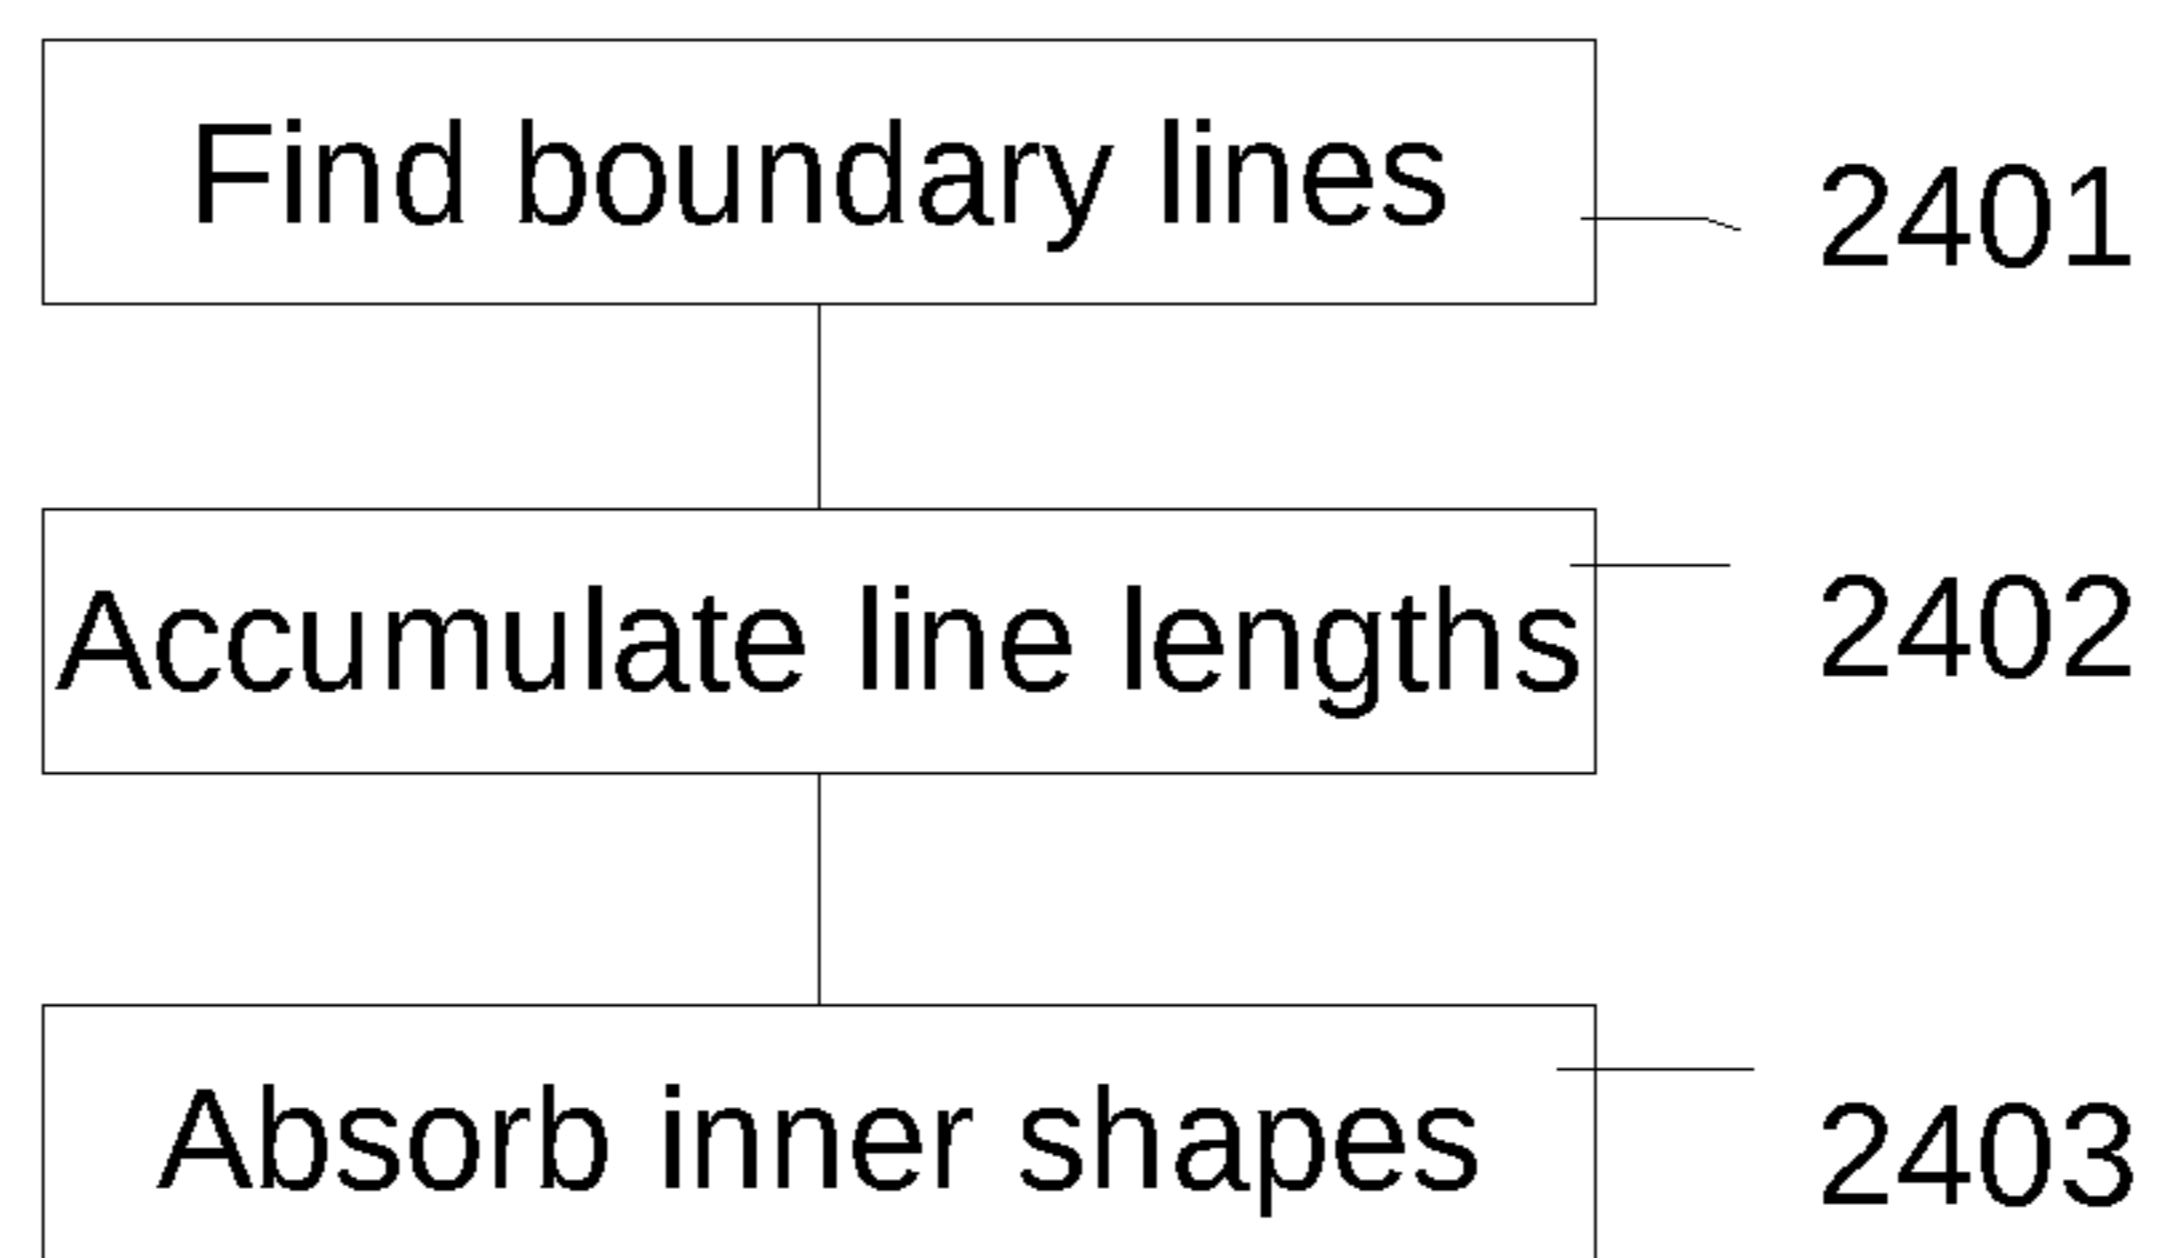 Find boundary lines
2401
Accumulate line lengths
2402
Absorb inner shapes
2403